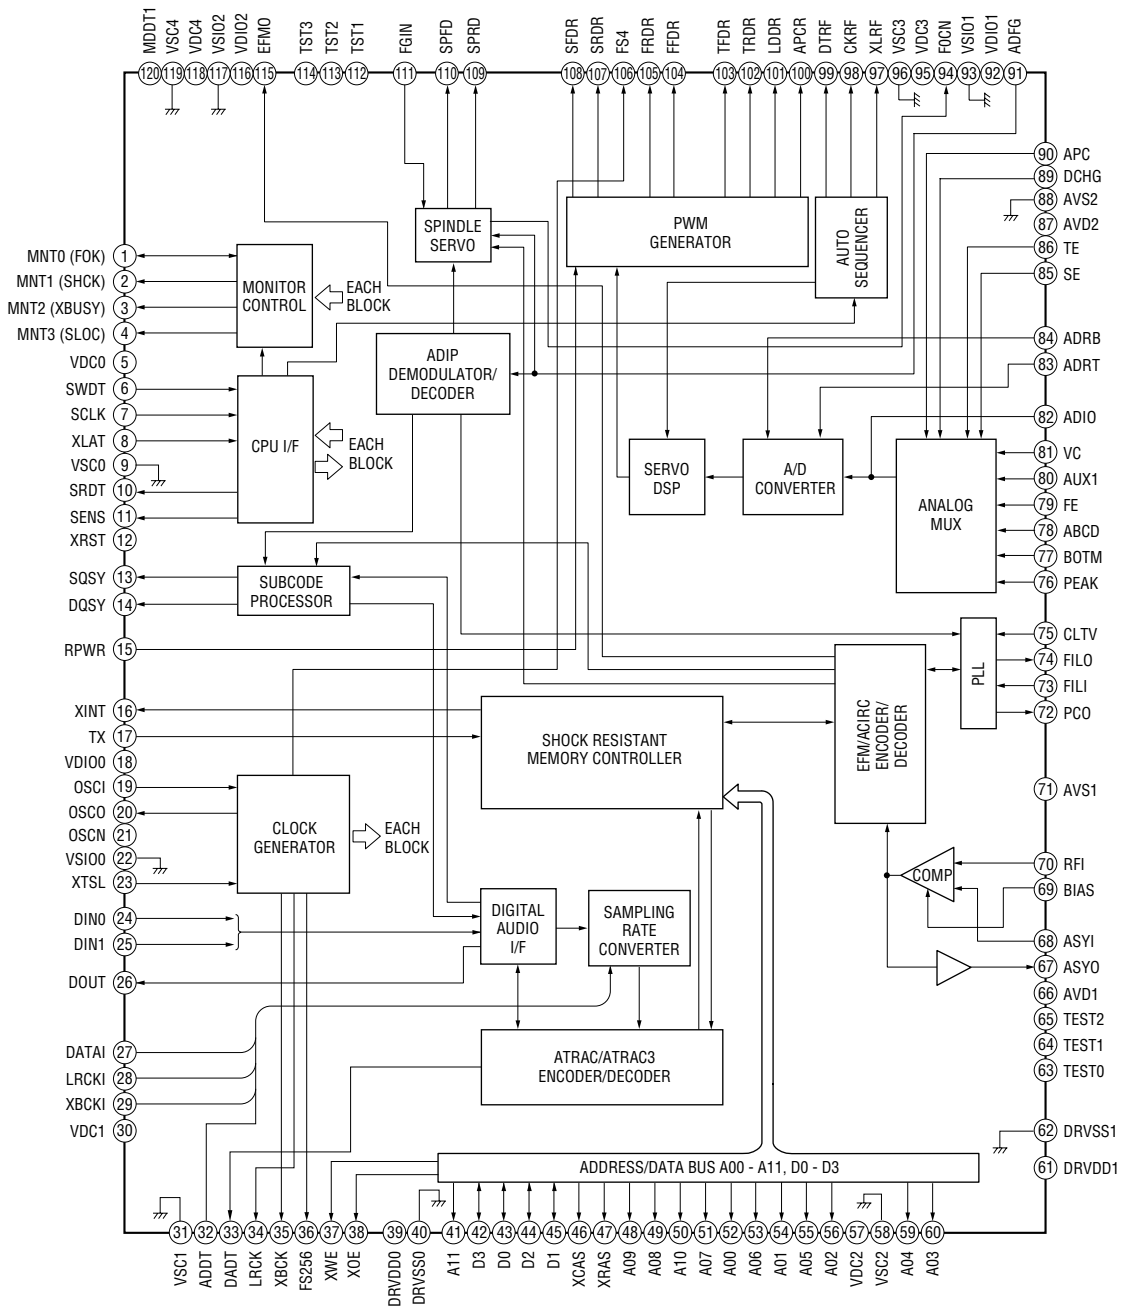 MDDT1
VSC4
VDC4
VSIO2
VDIO2
EFMO
TST3
TST2
TST1
FGIN
SPFD
SPRD
SFDR
SRDR
FS4
FRDR
FFDR
TFDR
TRDR
LDDR
APCR
DTRF
CKRF
XLRF
VSC3
VDC3
F0CN
VSIO1
VDIO1
ADFG
120 119 118 117 116 115 114 113 112 111 110 109 108 107 106 105 104 103 102 101 100 99 98 97 96 95 94 93 92 91
MNT0 (FOK) 1
MNT1 (SHCK) 2
MNT2 (XBUSY) 3
MNT3 (SLOC) 4
VDC0 5
SWDT 6
SCLK 7
XLAT 8
VSC0 9
SRDT 10
SENS 11
XRST 12
SQSY 13
DQSY 14
RPWR 15
XINT 16
TX 17
VDIO0 18
OSCI 19
OSCO 20
OSCN 21
VSIO0 22
XTSL 23
DIN0 24
DIN1 25
DOUT 26
DATAI 27
LRCKI 28
XBCKI 29
VDC1 30
MONITOR
CONTROL
EACH
BLOCK
CPU I/F
EACH
BLOCK
SPINDLE
SERVO
ADIP
DEMODULATOR/
DECODER
PWM
GENERATOR
AUTO
SEQUENCER
SERVO
DSP
A/D
CONVERTER
ANALOG
MUX
SUBCODE
PROCESSOR
PLL
EFM/ACIRC
ENCODER/
DECODER
SHOCK RESISTANT
MEMORY CONTROLLER
CLOCK
GENERATOR
EACH
BLOCK
COMP
DIGITAL
AUDIO
I/F
SAMPLING
RATE
CONVERTER
ATRAC/ATRAC3
ENCODER/DECODER
ADDRESS/DATA BUS A00 - A11, D0 - D3
90 APC
89 DCHG
88 AVS2
87 AVD2
86 TE
85 SE
84 ADRB
83 ADRT
82 ADIO
81 VC
80 AUX1
79 FE
78 ABCD
77 BOTM
76 PEAK
75 CLTV
74 FILO
73 FILI
72 PCO
71 AVS1
70 RFI
69 BIAS
68 ASYI
67 ASYO
66 AVD1
65 TEST2
64 TEST1
63 TEST0
62 DRVSS1
61 DRVDD1
31 32 33 34 35 36 37 38 39 40 41 42 43 44 45 46 47 48 49 50 51 52 53 54 55 56 57 58 59 60
VSC1
ADDT
DADT
LRCK
XBCK
FS256
XWE
XOE
DRVDD0
DRVSS0
A11
D3
D0
D2
D1
XCAS
XRAS
A09
A08
A10
A07
A00
A06
A01
A05
A02
VDC2
VSC2
A04
A03